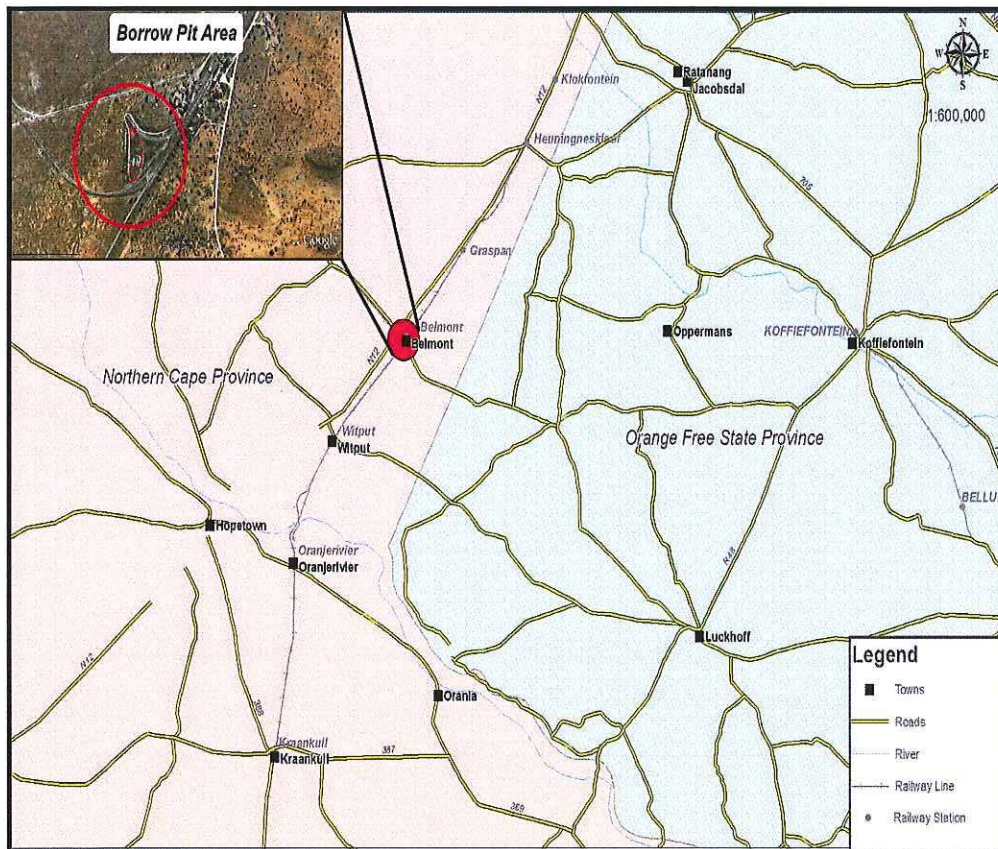 Borrow Pit Area
Google
N
W E
S
1:600,000
Ratanang
Jacobsdal
Klokfontein
N12
Heuningneskloof
705
Graspan
Belmont
Belmont
N12
Oppermans
KOFFIEFONTEIN
Koffiefontein
Northern Cape Province
Orange Free State Province
Witput
Witput
BELLU
Hopetown
Oranjerivier
Oranjerivier
R48
Luckhoff
N12
Orania
Kraankuil
Kraankuil
387
369
Legend
Towns
Roads
River
Railway Line
Railway Station